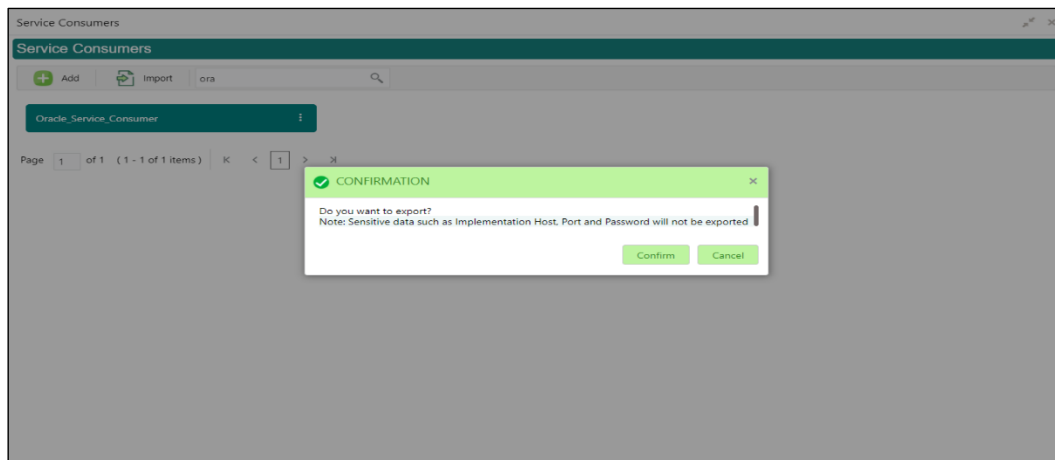 Service Consumers
Service Consumers
Add Import ora
Oracle_Service_Consumer
Page 1 of 1 (1 - 1 of 1 items) K < 1 > >|
CONFIRMATION
Do you want to export?
Note: Sensitive data such as Implementation Host, Port and Password will not be exported
Confirm Cancel